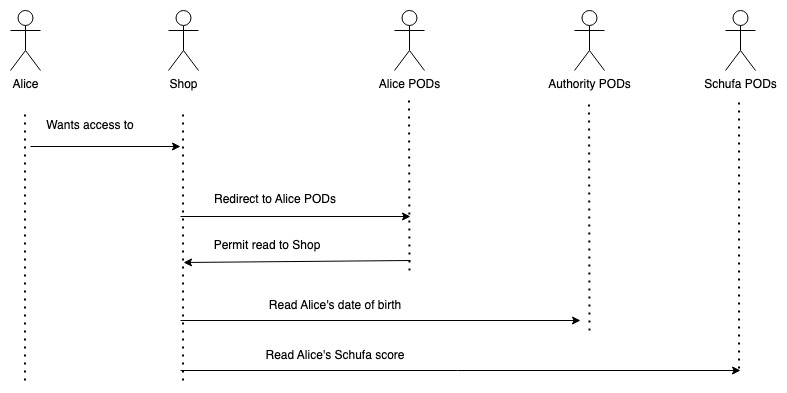 Alice
Shop
Alice PODs
Authority PODs
Schufa PODs
Wants access to
Redirect to Alice PODs
Permit read to Shop
Read Alice's date of birth
Read Alice's Schufa score